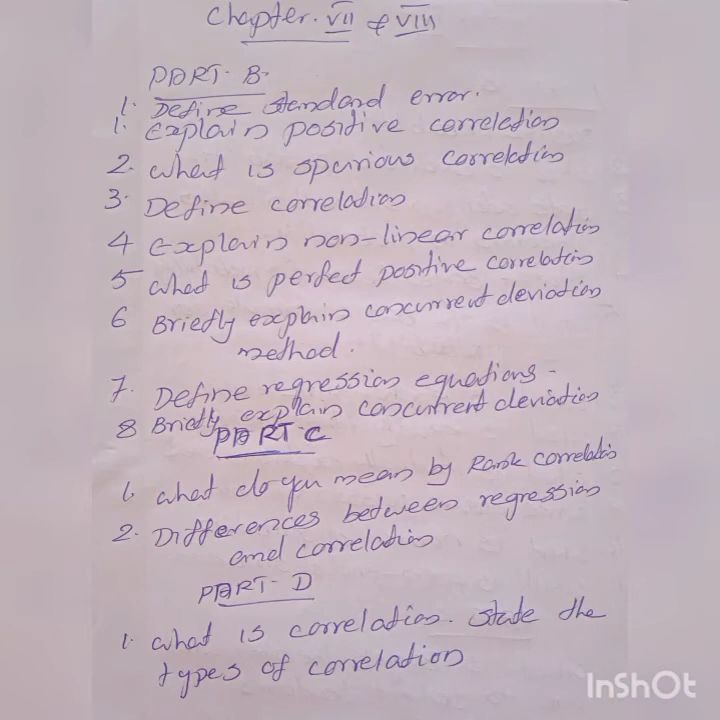 Chapter. VII & VIII
PART- B-
1. Define standard error.
1. Explain positive correlation
2. what is spurious correlation
3. Define correlation
4 Explain non-linear correlation
5 what is perfect positive correlation
6 Briefly explain concurrent deviation
method.
7. Define regression equations-
8 Briefly explain concurrent deviation
PART C
1. what do you mean by Rank correlation
2. Differences between regression
and correlation
PART- D
1. what is correlation. State the
types of correlation
InShOt